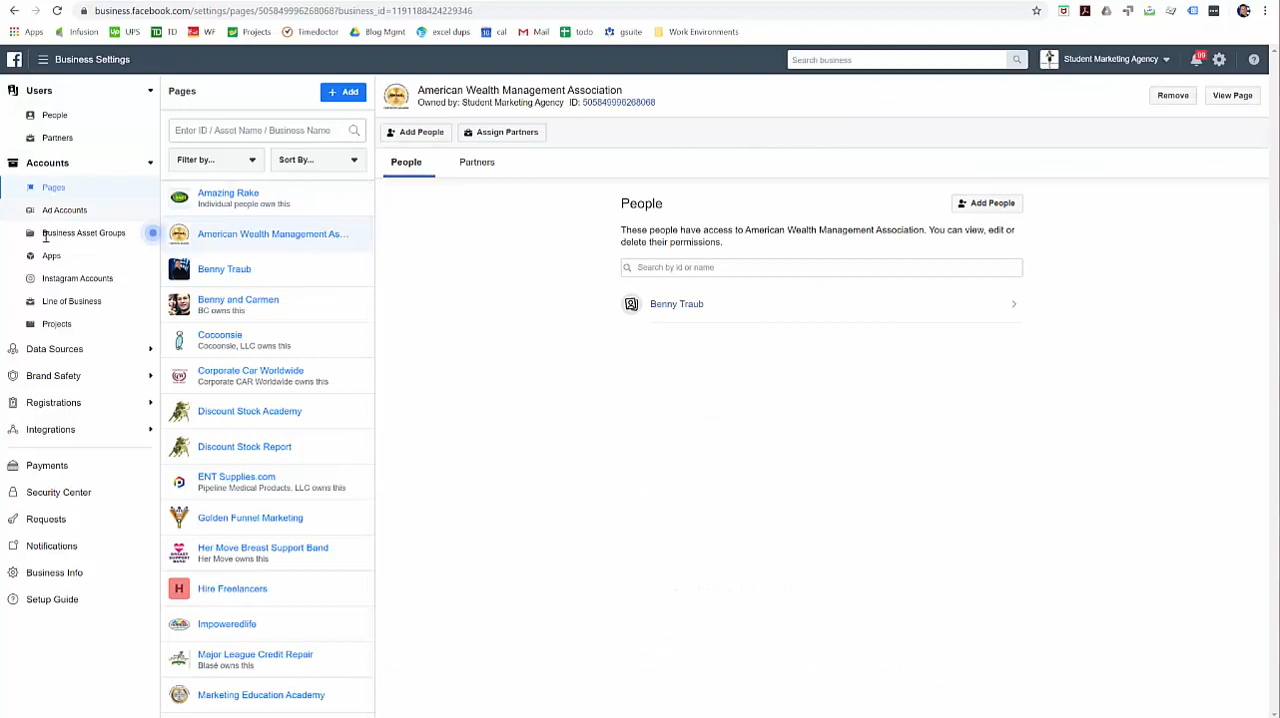 business.facebook.com/settings/pages/505849996268068?business_id=1191188424229346
Apps
Infusion
UPS
TD
WF
Projects
Timedoctor
Blog Mgmt
excel dups
cal
Mail
todo
gsuite
Work Environments
Business Settings
Search business
Student Marketing Agency
99
Users
People
Partners
Accounts
Pages
Ad Accounts
Business Asset Groups
Apps
Instagram Accounts
Line of Business
Projects
Data Sources
Brand Safety
Registrations
Integrations
Payments
Security Center
Requests
Notifications
Business Info
Setup Guide
Pages
+ Add
Enter ID / Asset Name / Business Name
Filter by...
Sort By...
Amazing Rake
Individual people own this
American Wealth Management As...
Benny Traub
Benny and Carmen
BC owns this
Cocoonsie
Cocoonsie, LLC owns this
Corporate Car Worldwide
Corporate CAR Worldwide owns this
Discount Stock Academy
Discount Stock Report
ENT Supplies.com
Pipeline Medical Products, LLC owns this
Golden Funnel Marketing
Her Move Breast Support Band
Her Move owns this
H
Hire Freelancers
Impoweredlife
Major League Credit Repair
Blasé owns this
Marketing Education Academy
American Wealth Management Association
Owned by: Student Marketing Agency ID: 505849996268068
Remove
View Page
Add People
Assign Partners
People
Partners
People
Add People
These people have access to American Wealth Management Association. You can view, edit or
delete their permissions.
Search by id or name
Benny Traub